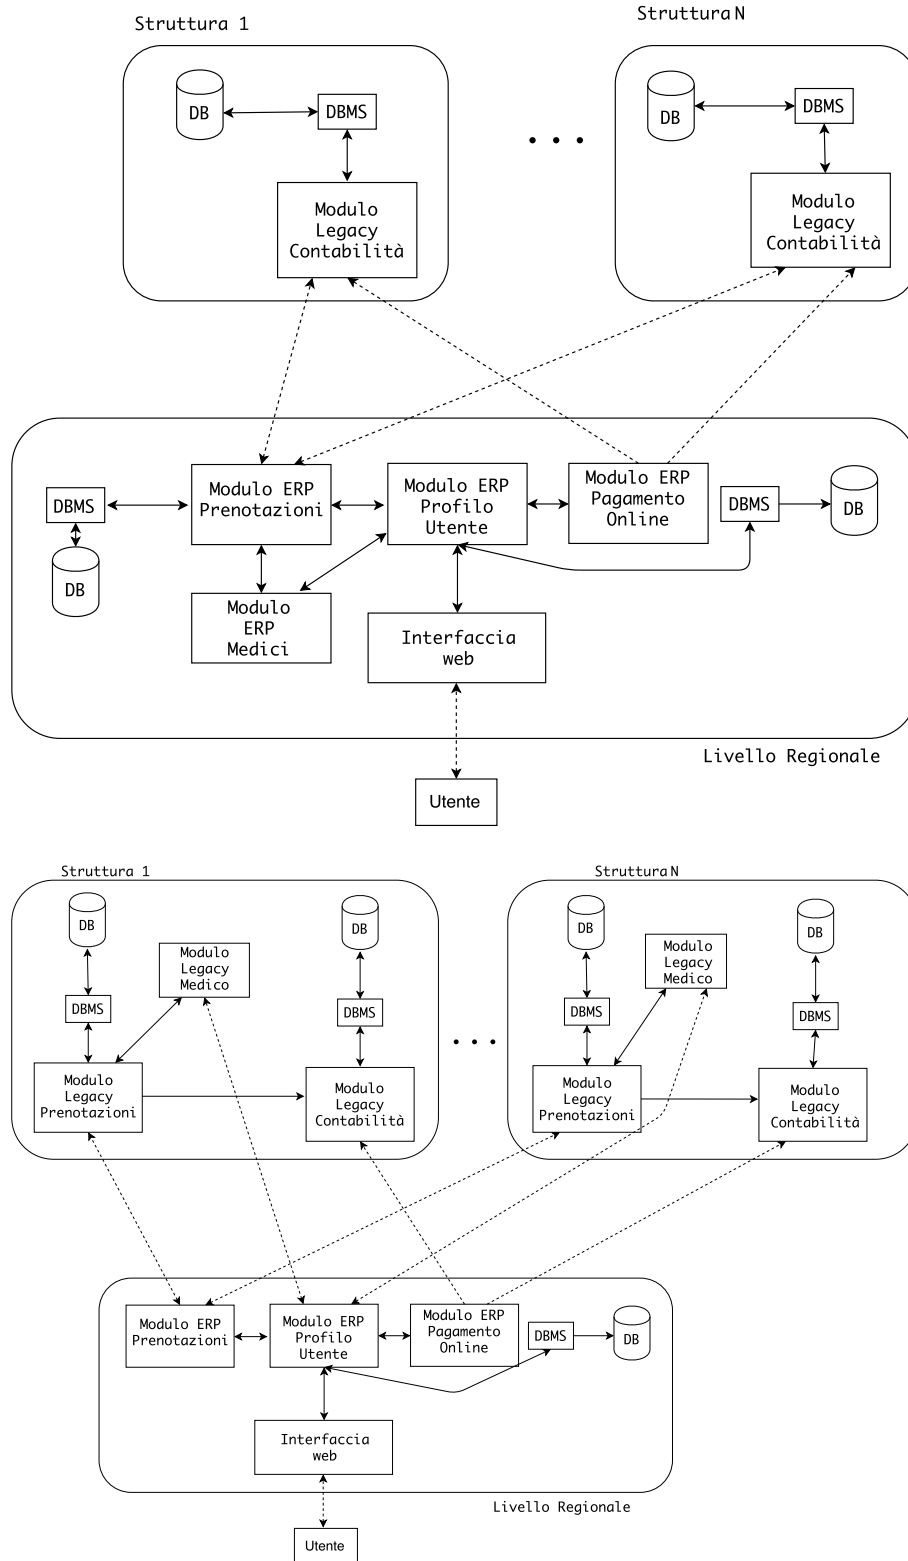 Struttura 1
Struttura N
DB
DBMS
DB
DBMS
Modulo
Legacy
Contabilità
Modulo
Legacy
Contabilità
DBMS
DB
Modulo ERP
Prenotazioni
Modulo ERP
Profilo
Utente
Modulo ERP
Pagamento
Online
DBMS
DB
Modulo
ERP
Medici
Interfaccia
web
Livello Regionale
Utente
Struttura 1
Struttura N
DB
DB
DB
DB
Modulo
Legacy
Medico
Modulo
Legacy
Medico
DBMS
DBMS
DBMS
DBMS
Modulo
Legacy
Prenotazioni
Modulo
Legacy
Contabilità
Modulo
Legacy
Prenotazioni
Modulo
Legacy
Contabilità
Modulo ERP
Prenotazioni
Modulo ERP
Profilo
Utente
Modulo ERP
Pagamento
Online
DBMS
DB
Interfaccia
web
Livello Regionale
Utente